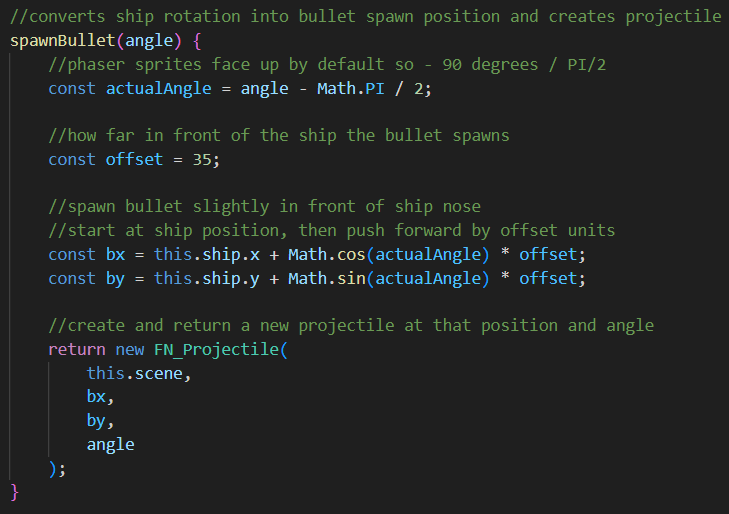 //converts ship rotation into bullet spawn position and creates projectile
spawnBullet(angle) {
    //phaser sprites face up by default so - 90 degrees / PI/2
    const actualAngle = angle - Math.PI / 2;

    //how far in front of the ship the bullet spawns
    const offset = 35;

    //spawn bullet slightly in front of ship nose
    //start at ship position, then push forward by offset units
    const bx = this.ship.x + Math.cos(actualAngle) * offset;
    const by = this.ship.y + Math.sin(actualAngle) * offset;

    //create and return a new projectile at that position and angle
    return new FN_Projectile(
        this.scene,
        bx,
        by,
        angle
    );
}